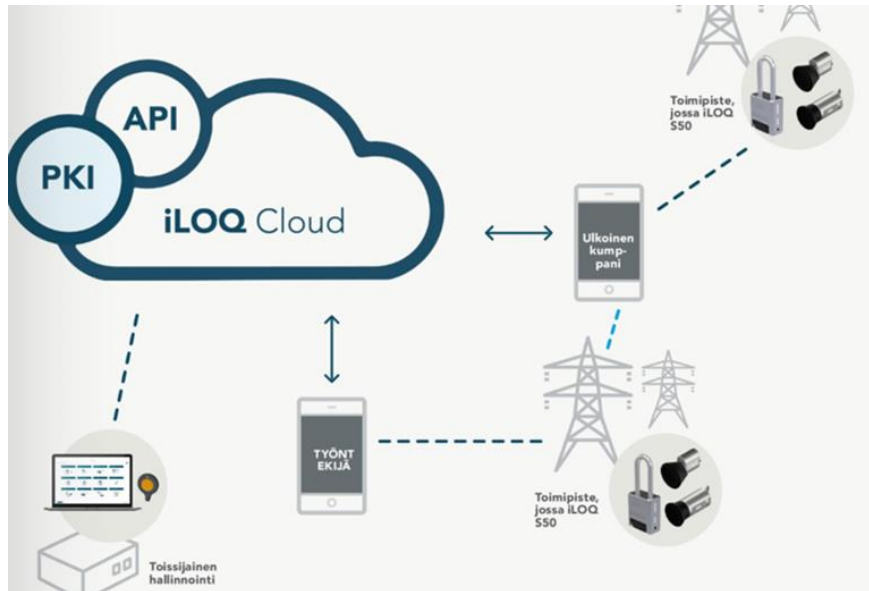 API
PKI
iLOQ Cloud
Toimipiste,
jossa iLOQ
S50
Ulkoinen
kump-
pani
TYÖNT
EKIJÄ
Toimipiste,
jossa iLOQ
S50
Toissijainen
hallinnointi